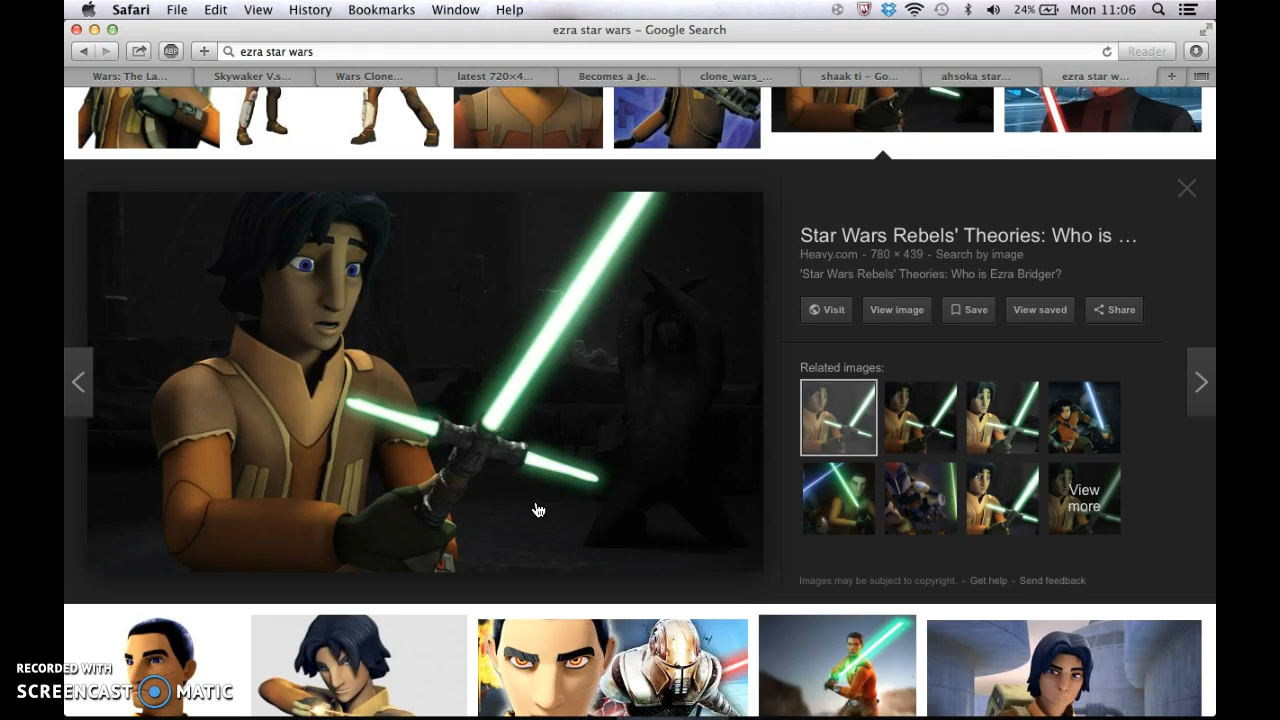 Safari File Edit View History Bookmarks Window Help 24% Mon 11:06
ezra star wars – Google Search
ABP ezra star wars Reader
Wars: The La... Skywaker V.s... Wars Clone... latest 720×4... Becomes a Je... clone_wars_... shaak ti – Go... ahsoka star... ezra star w...
Star Wars Rebels' Theories: Who is …
Heavy.com - 780 × 439 - Search by image
'Star Wars Rebels' Theories: Who is Ezra Bridger?
Visit View image Save View saved Share
Related images:
View
more
Images may be subject to copyright. - Get help - Send feedback
RECORDED WITH
SCREENCAST MATIC